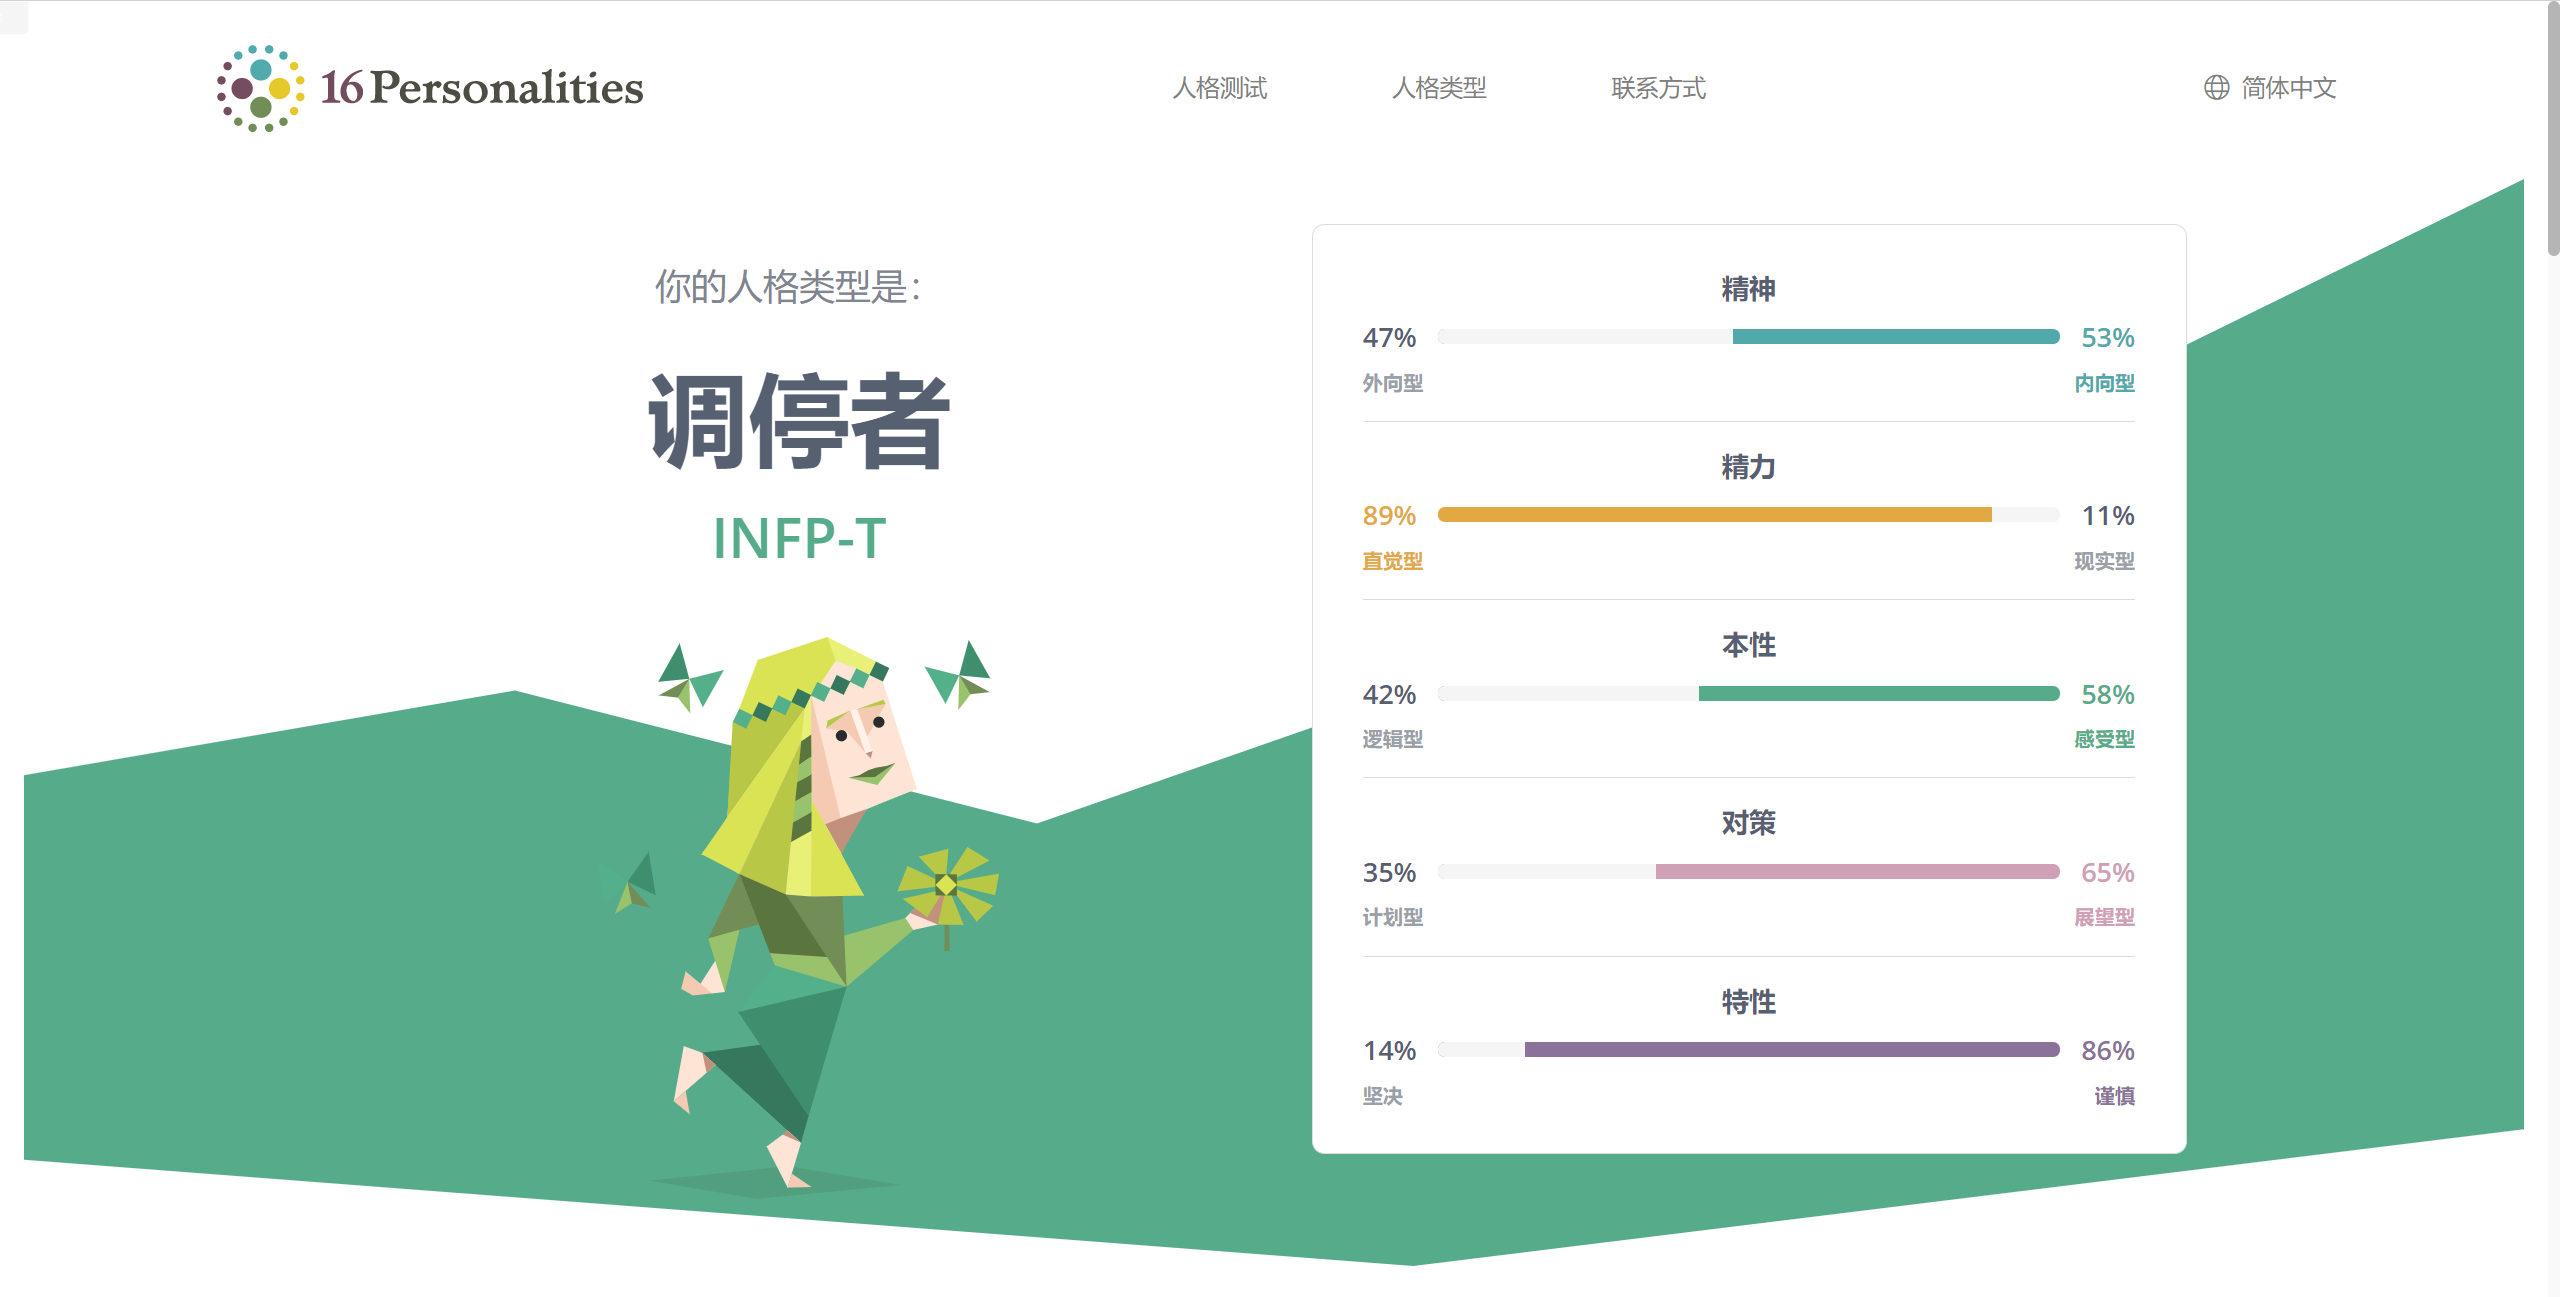 16Personalities
人格测试 人格类型 联系方式 简体中文
你的人格类型是：
调停者
INFP-T
精神
47% 53%
外向型 内向型
精力
89% 11%
直觉型 现实型
本性
42% 58%
逻辑型 感受型
对策
35% 65%
计划型 展望型
特性
14% 86%
坚决 谨慎